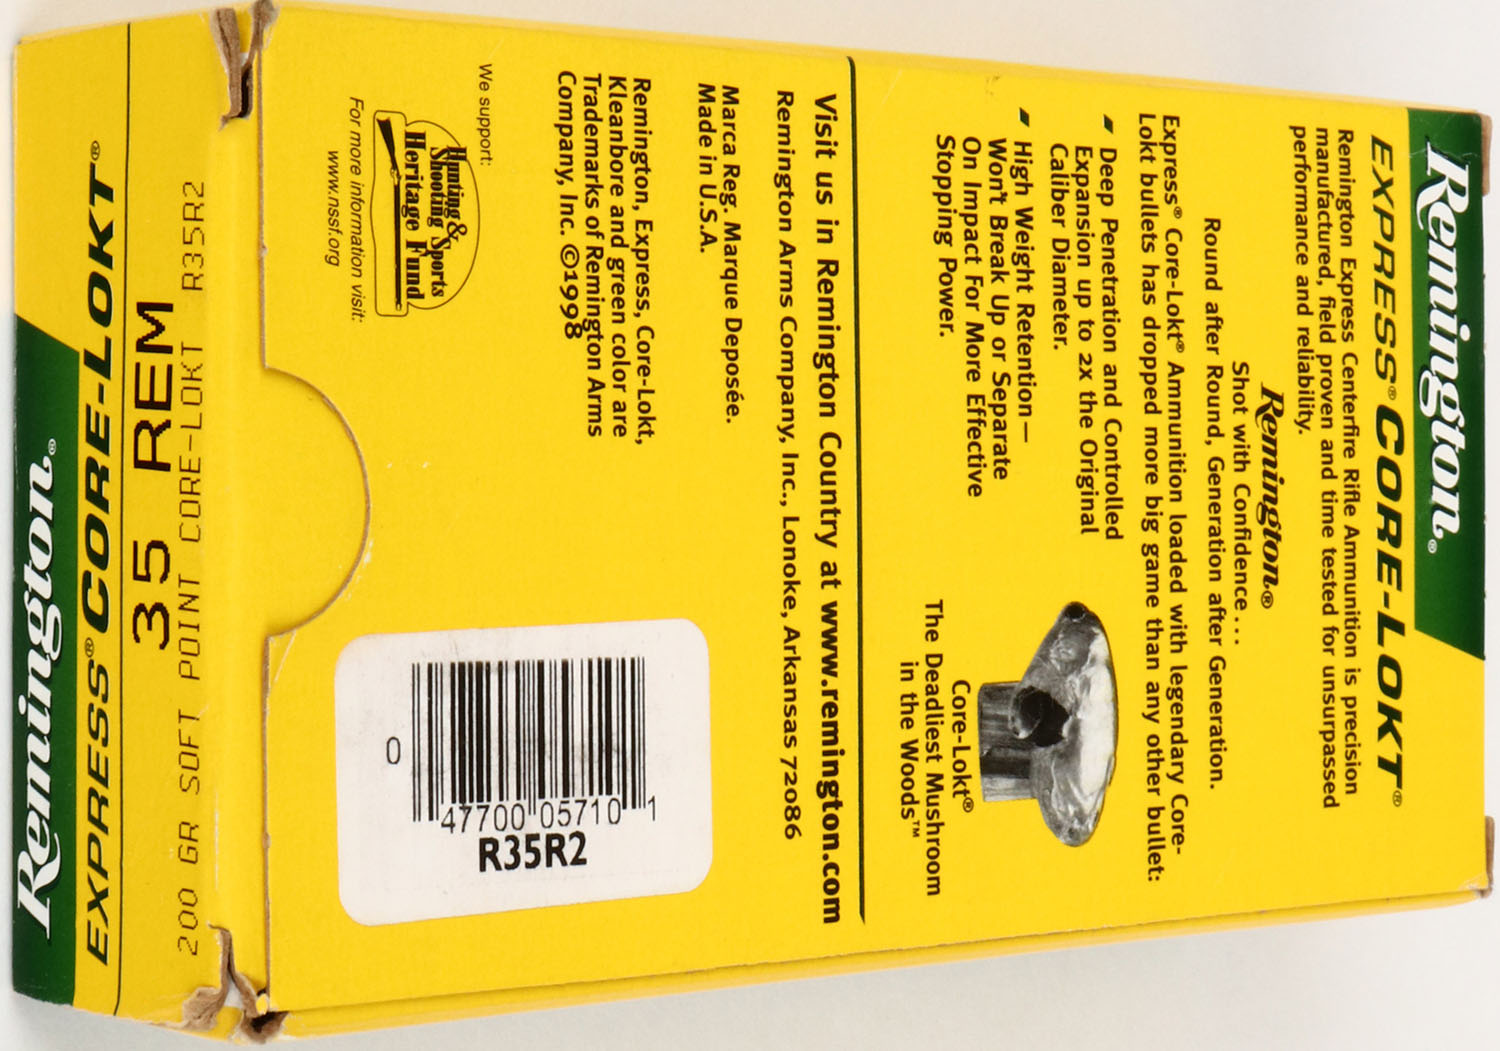 Remington®
EXPRESS® CORE-LOKT®
Remington Express Centerfire Rifle Ammunition is precision
manufactured, field proven and time tested for unsurpassed
performance and reliability.
Remington®
Shot with Confidence...
Round after Round, Generation after Generation.
Express® Core-Lokt® Ammunition loaded with legendary Core-
Lokt bullets has dropped more big game than any other bullet:
Deep Penetration and Controlled
Expansion up to 2x the Original
Caliber Diameter.
High Weight Retention—
Won't Break Up or Separate
On Impact For More Effective
Stopping Power.
Core-Lokt®
The Deadliest Mushroom
in the Woods™
Visit us in Remington Country at www.remington.com
Remington Arms Company, Inc., Lonoke, Arkansas 72086
Marca Reg. Marque Deposée.
Made in U.S.A.
Remington, Express, Core-Lokt,
Kleanbore and green color are
Trademarks of Remington Arms
Company, Inc. ©1998
We support:
Hunting &
Shooting Sports
Heritage Fund
For more information visit:
www.nssf.org
0 47700 05710 1
R35R2
R35R2 35 REM
200 GR SOFT POINT CORE-LOKT
EXPRESS® CORE-LOKT®
Remington®